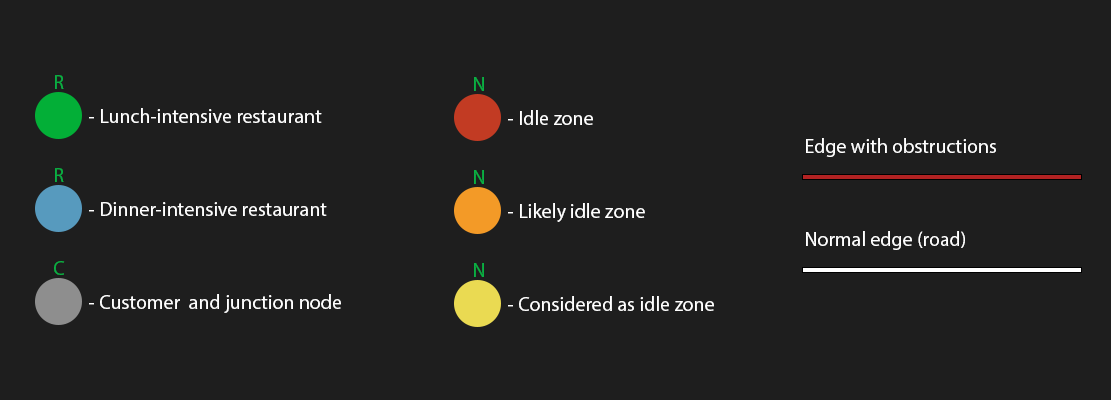 R
- Lunch-intensive restaurant
R
- Dinner-intensive restaurant
C
- Customer  and junction node
N
- Idle zone
N
- Likely idle zone
N
- Considered as idle zone
Edge with obstructions
Normal edge (road)